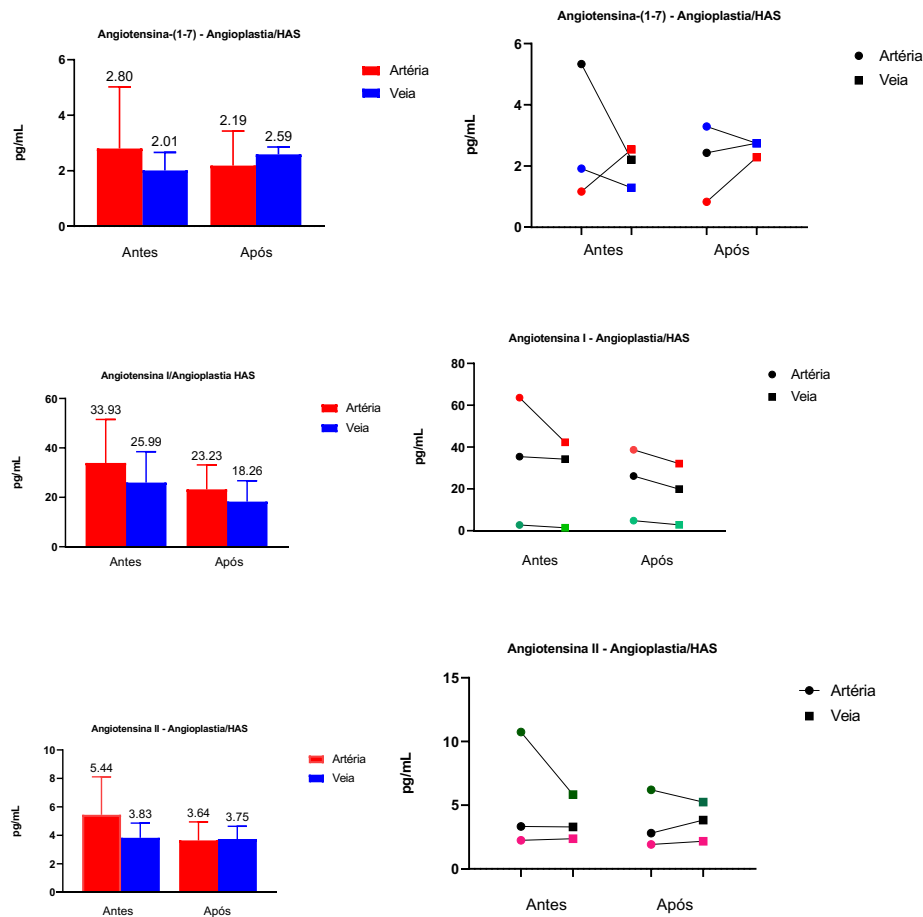 Angiotensina-(1-7) - Angioplastia/HAS
6
4
2
0
pg/mL
2.80
2.01
2.19
2.59
Antes
Após
Artéria
Veia
Angiotensina-(1-7) - Angioplastia/HAS
6
4
2
0
pg/mL
Antes
Após
Artéria
Veia
Angiotensina I/Angioplastia HAS
60
40
20
0
pg/mL
33.93
25.99
23.23
18.26
Antes
Após
Artéria
Veia
Angiotensina I - Angioplastia/HAS
80
60
40
20
0
pg/mL
Antes
Após
Artéria
Veia
Angiotensina II - Angioplastia/HAS
10
8
6
4
2
0
pg/mL
5.44
3.83
3.64
3.75
Antes
Após
Artéria
Veia
Angiotensina II - Angioplastia/HAS
15
10
5
0
pg/mL
Antes
Após
Artéria
Veia